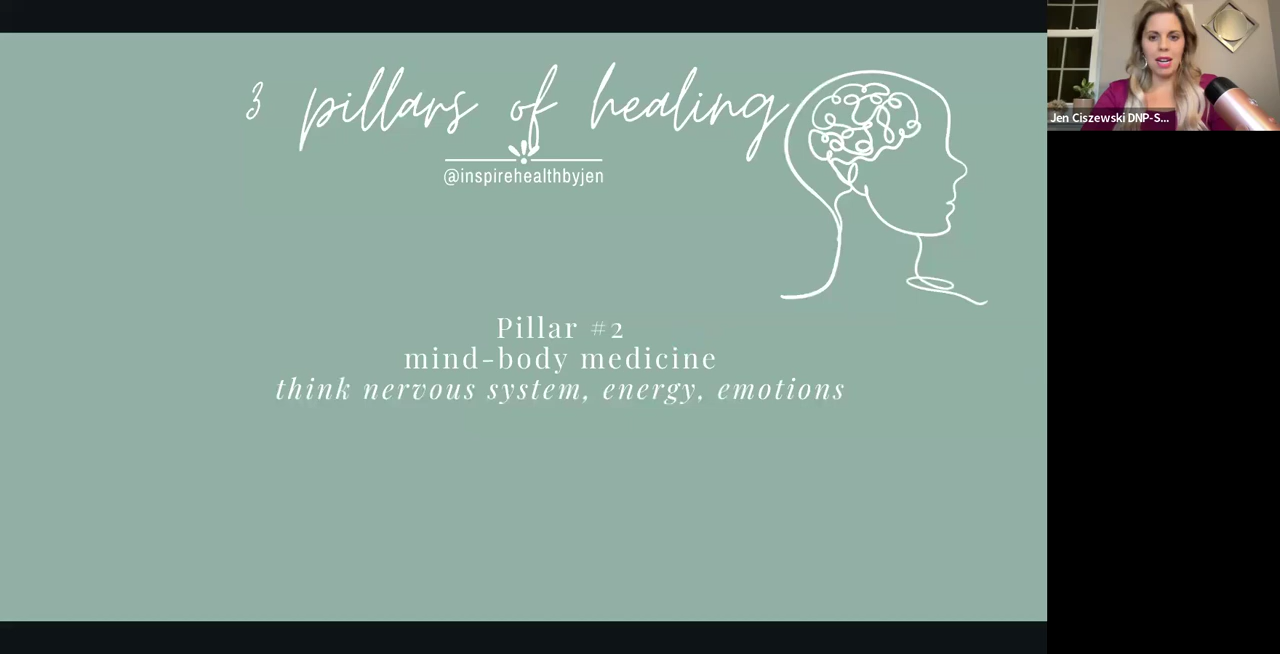 3 pillars of healing
@inspirehealthbyjen
Pillar #2
mind-body medicine
think nervous system, energy, emotions
Jen Ciszewski DNP-S...